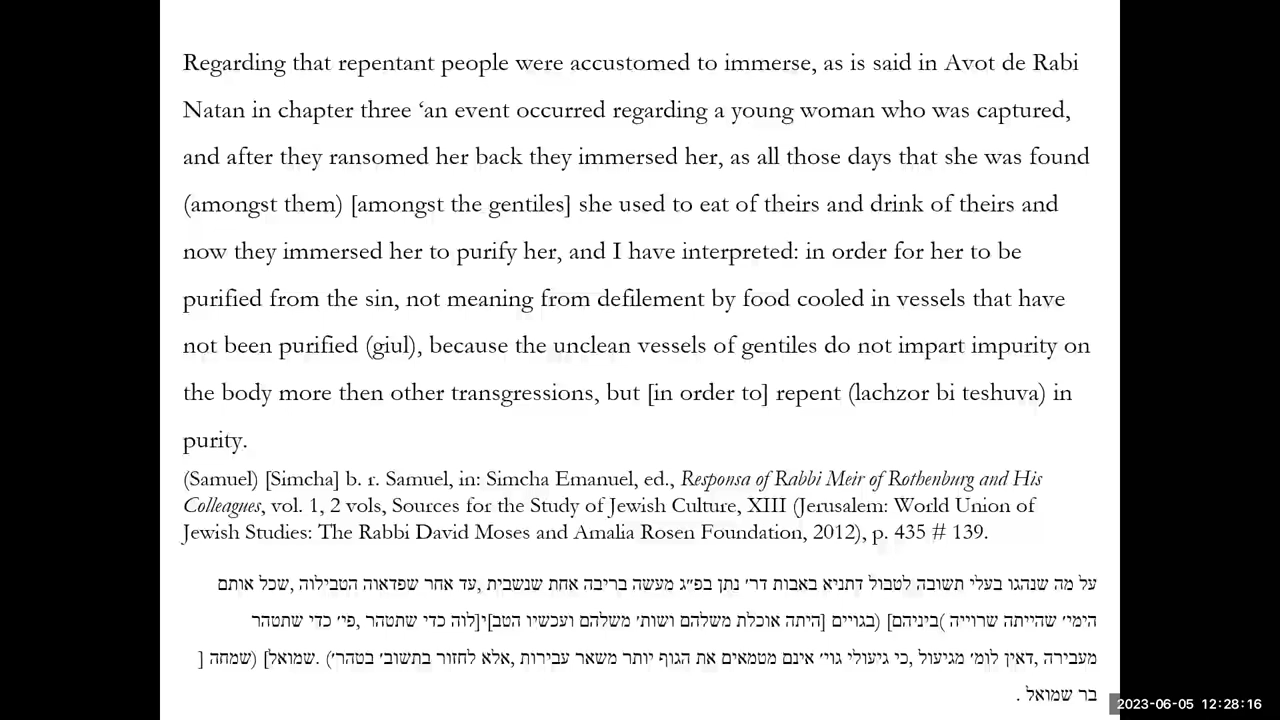 Regarding that repentant people were accustomed to immerse, as is said in Avot de Rabi
Natan in chapter three ‘an event occurred regarding a young woman who was captured,
and after they ransomed her back they immersed her, as all those days that she was found
(amongst them) [amongst the gentiles] she used to eat of theirs and drink of theirs and
now they immersed her to purify her, and I have interpreted: in order for her to be
purified from the sin, not meaning from defilement by food cooled in vessels that have
not been purified (giul), because the unclean vessels of gentiles do not impart impurity on
the body more then other transgressions, but [in order to] repent (lachzor bi teshuva) in
purity.
(Samuel) [Simcha] b. r. Samuel, in: Simcha Emanuel, ed., Responsa of Rabbi Meir of Rothenburg and His
Colleagues, vol. 1, 2 vols, Sources for the Study of Jewish Culture, XIII (Jerusalem: World Union of
Jewish Studies: The Rabbi David Moses and Amalia Rosen Foundation, 2012), p. 435 # 139.
על מה שנהגו בעלי תשובה לטבול דתניא באבות דר׳ נתן בפ״ג מעשה בריבה אחת שנשבית ,עד אחר שפדאוה הטבילוה ,שכל אותם
הימי׳ שהייתה שרוייה )ביניהם] (בגויים [היתה אוכלת משלהם ושות׳ משלהם ועכשיו הטב]י[לוה כדי שתטהר ,פי׳ כדי שתטהר
מעבירה ,דאין לומ׳ מגיעול ,כי גיעולי גוי׳ אינם מטמאים את הגוף יותר משאר עבירות ,אלא לחזור בתשוב׳ בטהר׳) .שמואל] (שמחה [
בר שמואל .
2023-06-05 12:28:16